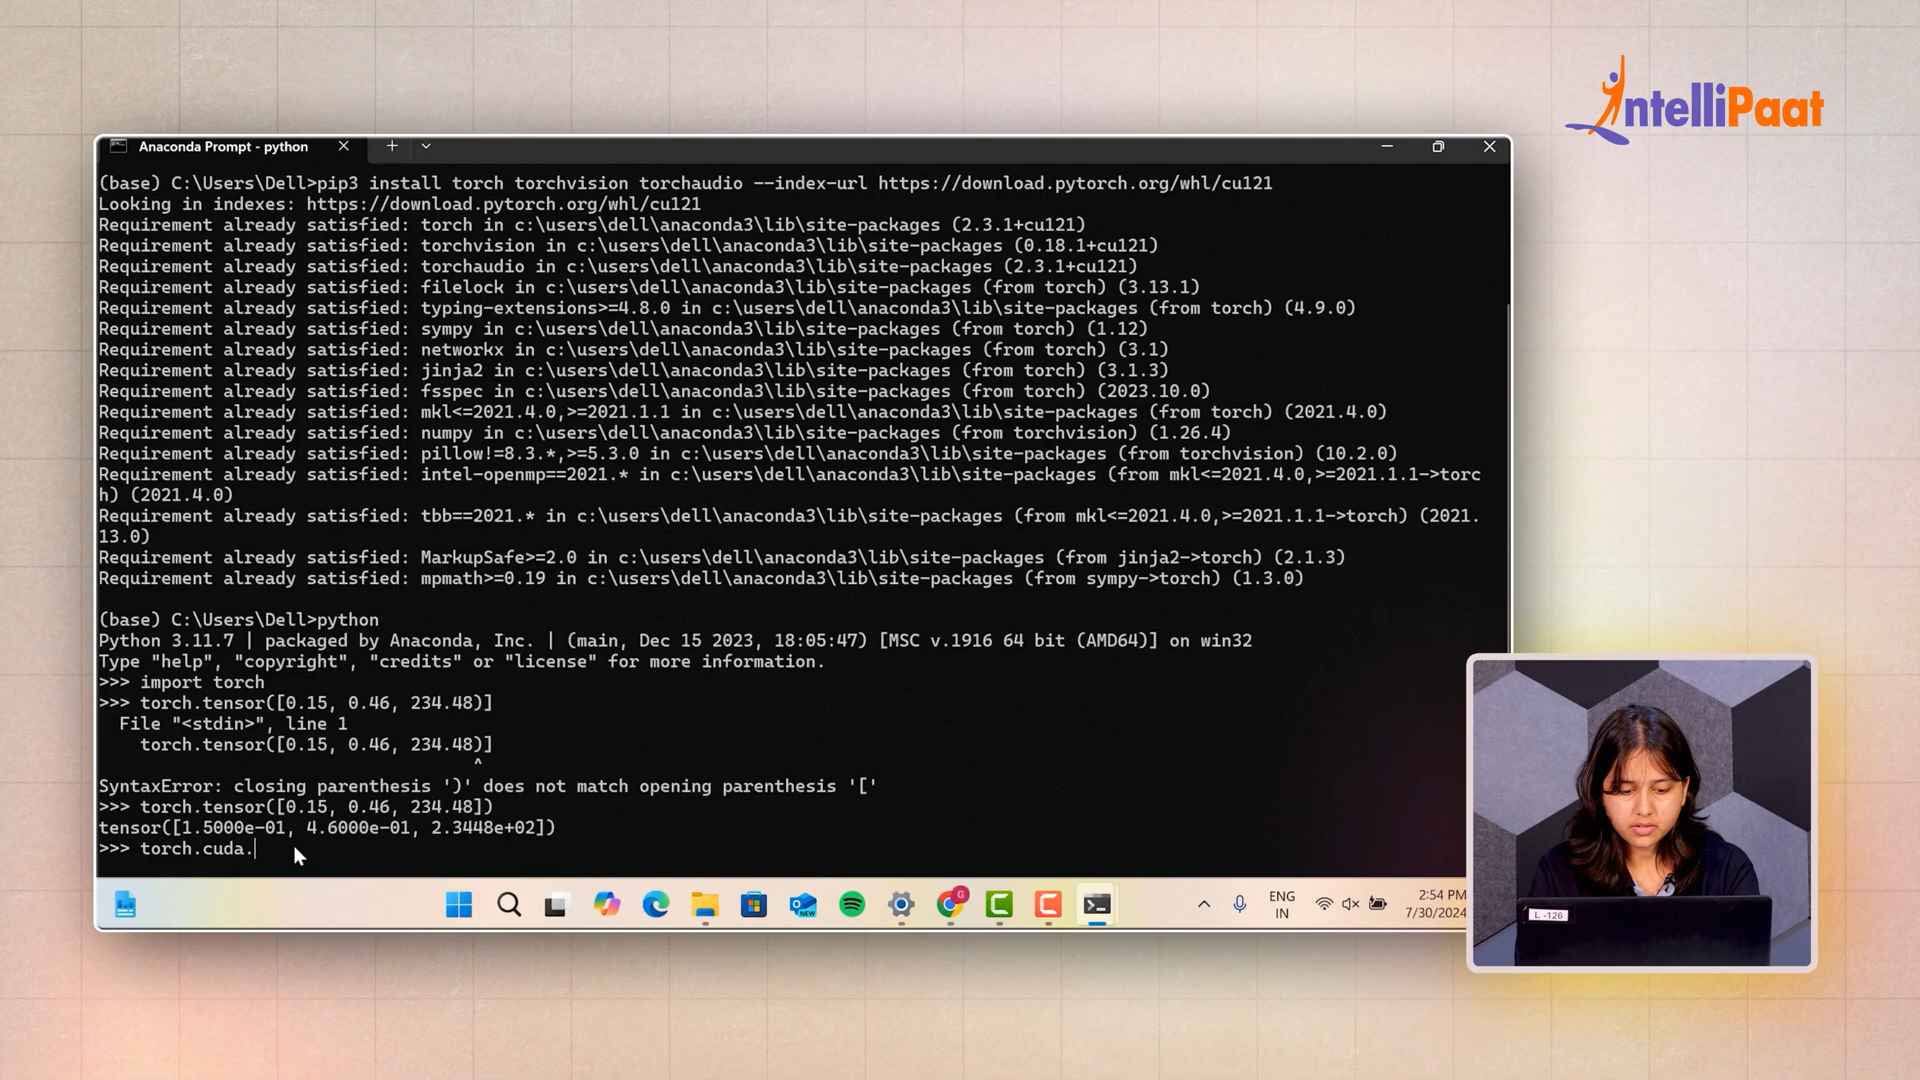 IntelliPaat
Anaconda Prompt - python
(base) C:\Users\Dell>pip3 install torch torchvision torchaudio --index-url https://download.pytorch.org/whl/cu121
Looking in indexes: https://download.pytorch.org/whl/cu121
Requirement already satisfied: torch in c:\users\dell\anaconda3\lib\site-packages (2.3.1+cu121)
Requirement already satisfied: torchvision in c:\users\dell\anaconda3\lib\site-packages (0.18.1+cu121)
Requirement already satisfied: torchaudio in c:\users\dell\anaconda3\lib\site-packages (2.3.1+cu121)
Requirement already satisfied: filelock in c:\users\dell\anaconda3\lib\site-packages (from torch) (3.13.1)
Requirement already satisfied: typing-extensions>=4.8.0 in c:\users\dell\anaconda3\lib\site-packages (from torch) (4.9.0)
Requirement already satisfied: sympy in c:\users\dell\anaconda3\lib\site-packages (from torch) (1.12)
Requirement already satisfied: networkx in c:\users\dell\anaconda3\lib\site-packages (from torch) (3.1)
Requirement already satisfied: jinja2 in c:\users\dell\anaconda3\lib\site-packages (from torch) (3.1.3)
Requirement already satisfied: fsspec in c:\users\dell\anaconda3\lib\site-packages (from torch) (2023.10.0)
Requirement already satisfied: mkl<=2021.4.0,>=2021.1.1 in c:\users\dell\anaconda3\lib\site-packages (from torch) (2021.4.0)
Requirement already satisfied: numpy in c:\users\dell\anaconda3\lib\site-packages (from torchvision) (1.26.4)
Requirement already satisfied: pillow!=8.3.*,>=5.3.0 in c:\users\dell\anaconda3\lib\site-packages (from torchvision) (10.2.0)
Requirement already satisfied: intel-openmp==2021.* in c:\users\dell\anaconda3\lib\site-packages (from mkl<=2021.4.0,>=2021.1.1->torc
h) (2021.4.0)
Requirement already satisfied: tbb==2021.* in c:\users\dell\anaconda3\lib\site-packages (from mkl<=2021.4.0,>=2021.1.1->torch) (2021.
13.0)
Requirement already satisfied: MarkupSafe>=2.0 in c:\users\dell\anaconda3\lib\site-packages (from jinja2->torch) (2.1.3)
Requirement already satisfied: mpmath>=0.19 in c:\users\dell\anaconda3\lib\site-packages (from sympy->torch) (1.3.0)
(base) C:\Users\Dell>python
Python 3.11.7 | packaged by Anaconda, Inc. | (main, Dec 15 2023, 18:05:47) [MSC v.1916 64 bit (AMD64)] on win32
Type "help", "copyright", "credits" or "license" for more information.
>>> import torch
>>> torch.tensor([0.15, 0.46, 234.48)]
File "<stdin>", line 1
torch.tensor([0.15, 0.46, 234.48)]
^
SyntaxError: closing parenthesis ')' does not match opening parenthesis '['
>>> torch.tensor([0.15, 0.46, 234.48])
tensor([1.5000e-01, 4.6000e-01, 2.3448e+02])
>>> torch.cuda.
NEW
G
ENG
IN
2:54 PM
7/30/2024
L -126